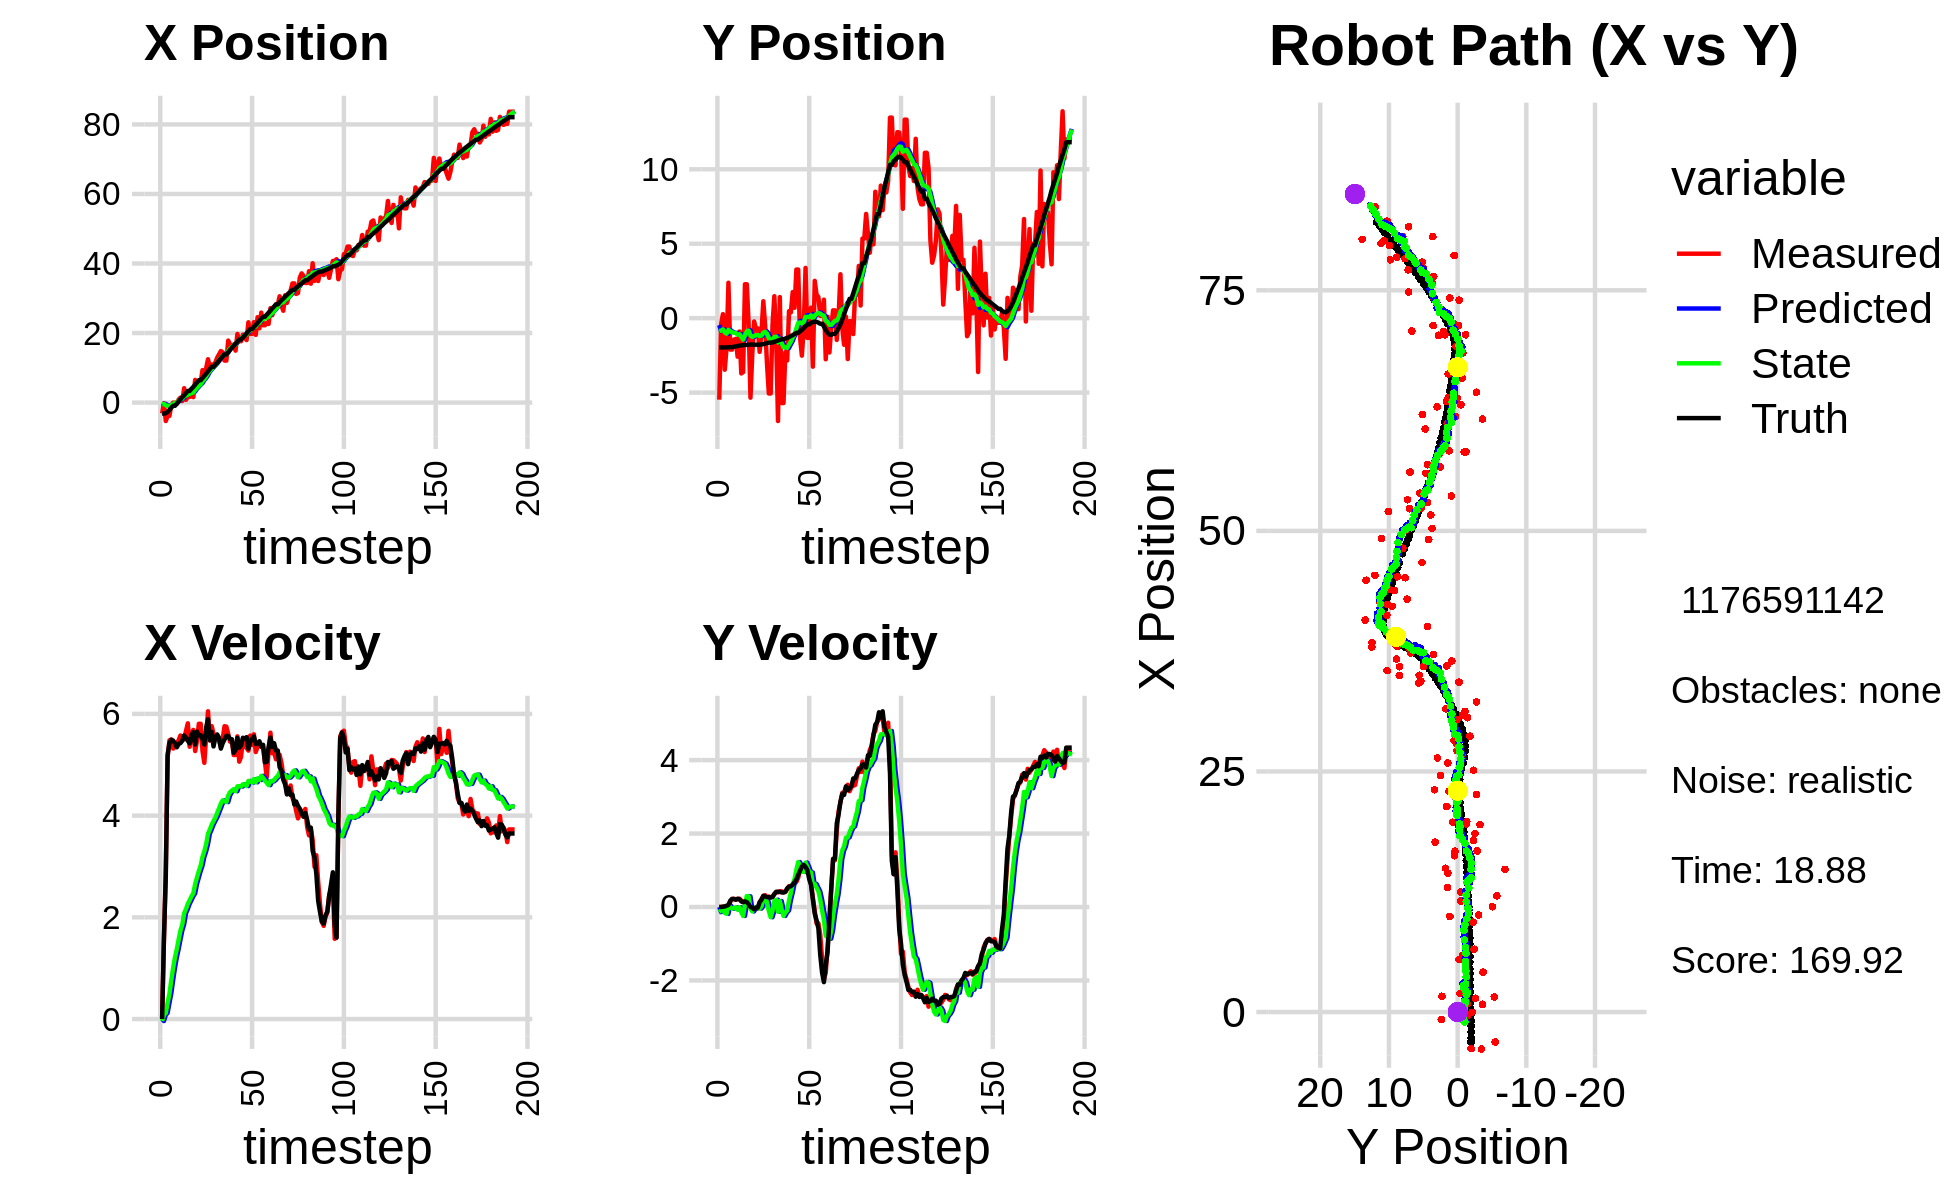 X Position
80
60
40
20
0
0
50
100
150
200
timestep
Y Position
10
5
0
-5
0
50
100
150
200
timestep
X Velocity
6
4
2
0
0
50
100
150
200
timestep
Y Velocity
4
2
0
-2
0
50
100
150
200
timestep
Robot Path (X vs Y)
X Position
75
50
25
0
20 10 0 -10 -20
Y Position
variable
Measured
Predicted
State
Truth
1176591142
Obstacles: none
Noise: realistic
Time: 18.88
Score: 169.92